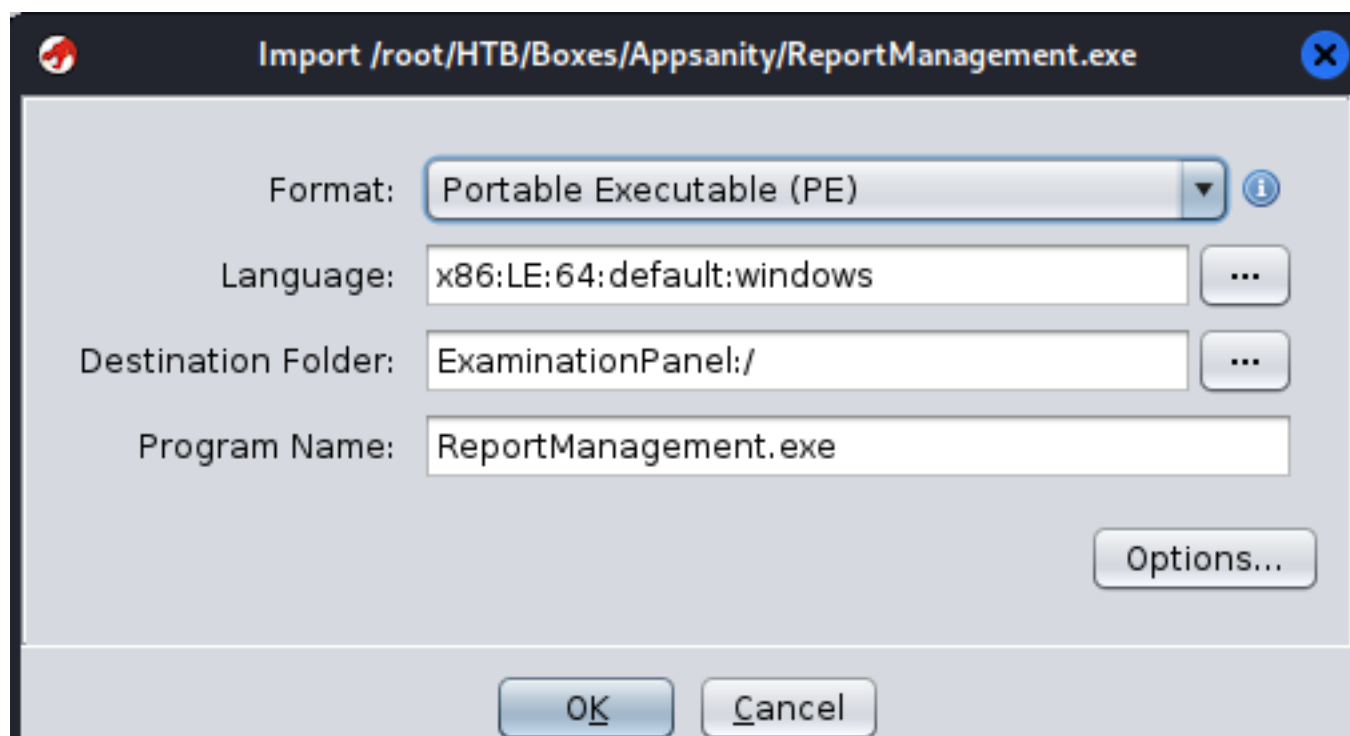 Import /root/HTB/Boxes/Appsanity/ReportManagement.exe
Format: Portable Executable (PE)
Language: x86:LE:64:default:windows ...
Destination Folder: ExaminationPanel:/ ...
Program Name: ReportManagement.exe
Options...
OK Cancel